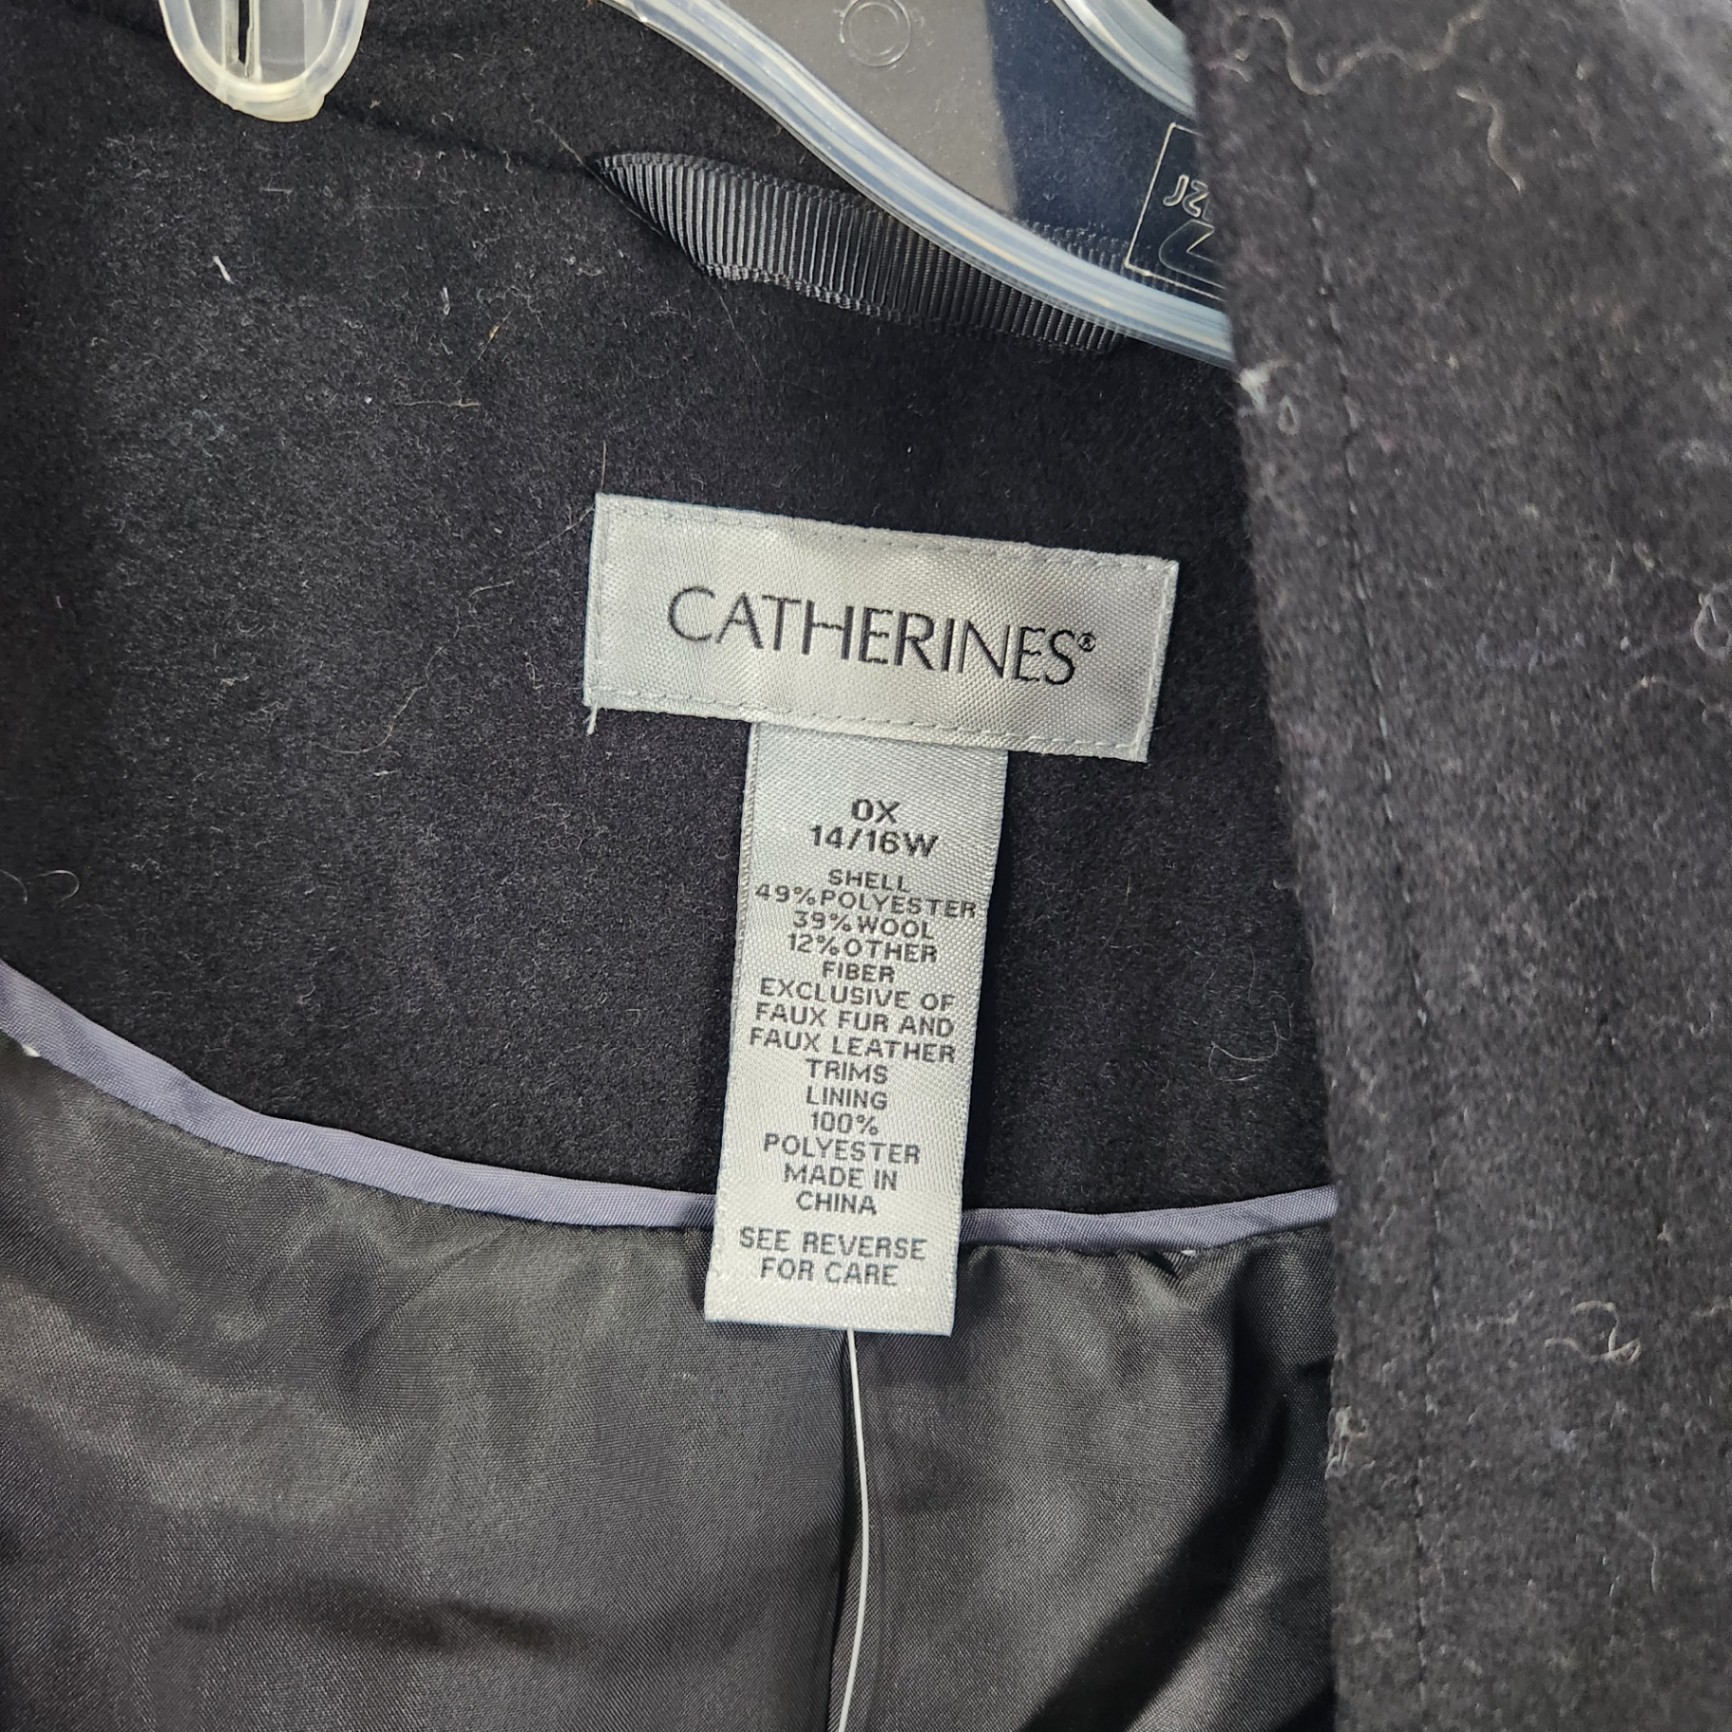 CATHERINES®
0X
14/16W
SHELL
49%POLYESTER
39%WOOL
12%OTHER
FIBER
EXCLUSIVE OF
FAUX FUR AND
FAUX LEATHER
TRIMS
LINING
100%
POLYESTER
MADE IN
CHINA
SEE REVERSE
FOR CARE